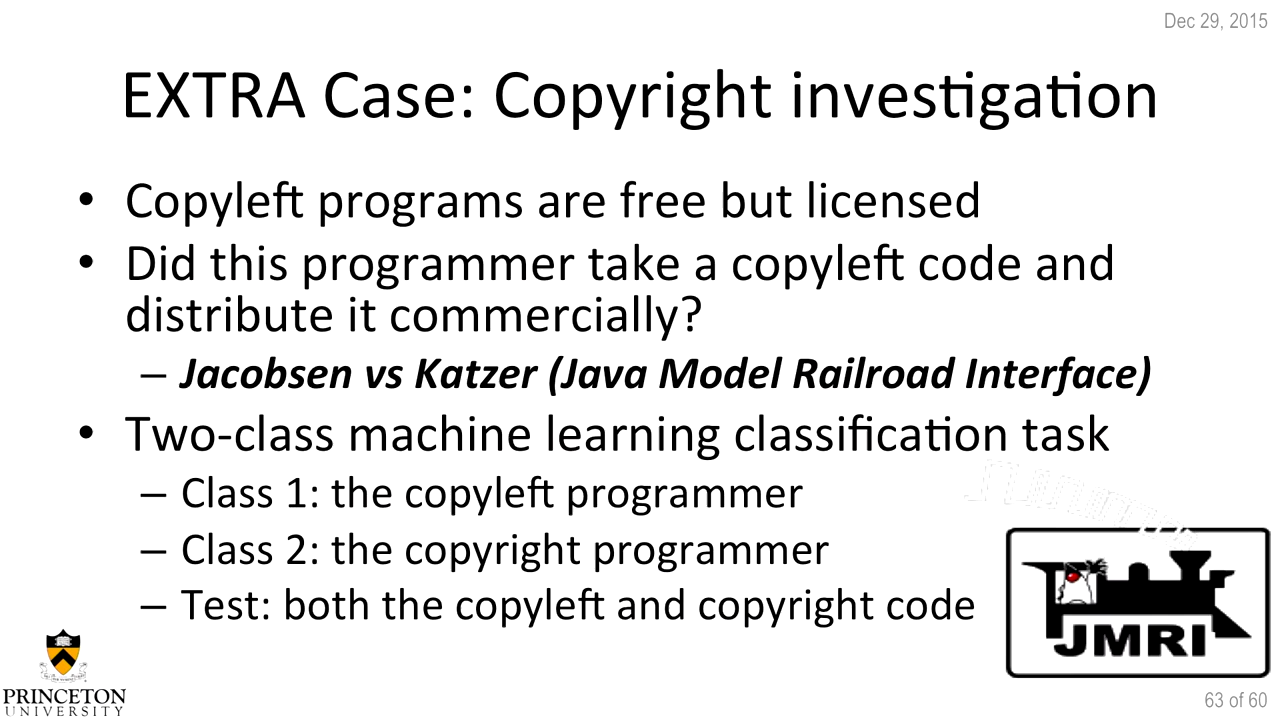 Dec 29, 2015
EXTRA Case: Copyright investigation
• Copyleft programs are free but licensed
• Did this programmer take a copyleft code and
distribute it commercially?
– Jacobsen vs Katzer (Java Model Railroad Interface)
• Two-class machine learning classification task
– Class 1: the copyleft programmer
– Class 2: the copyright programmer
– Test: both the copyleft and copyright code
JMRI
PRINCETON
UNIVERSITY
63 of 60